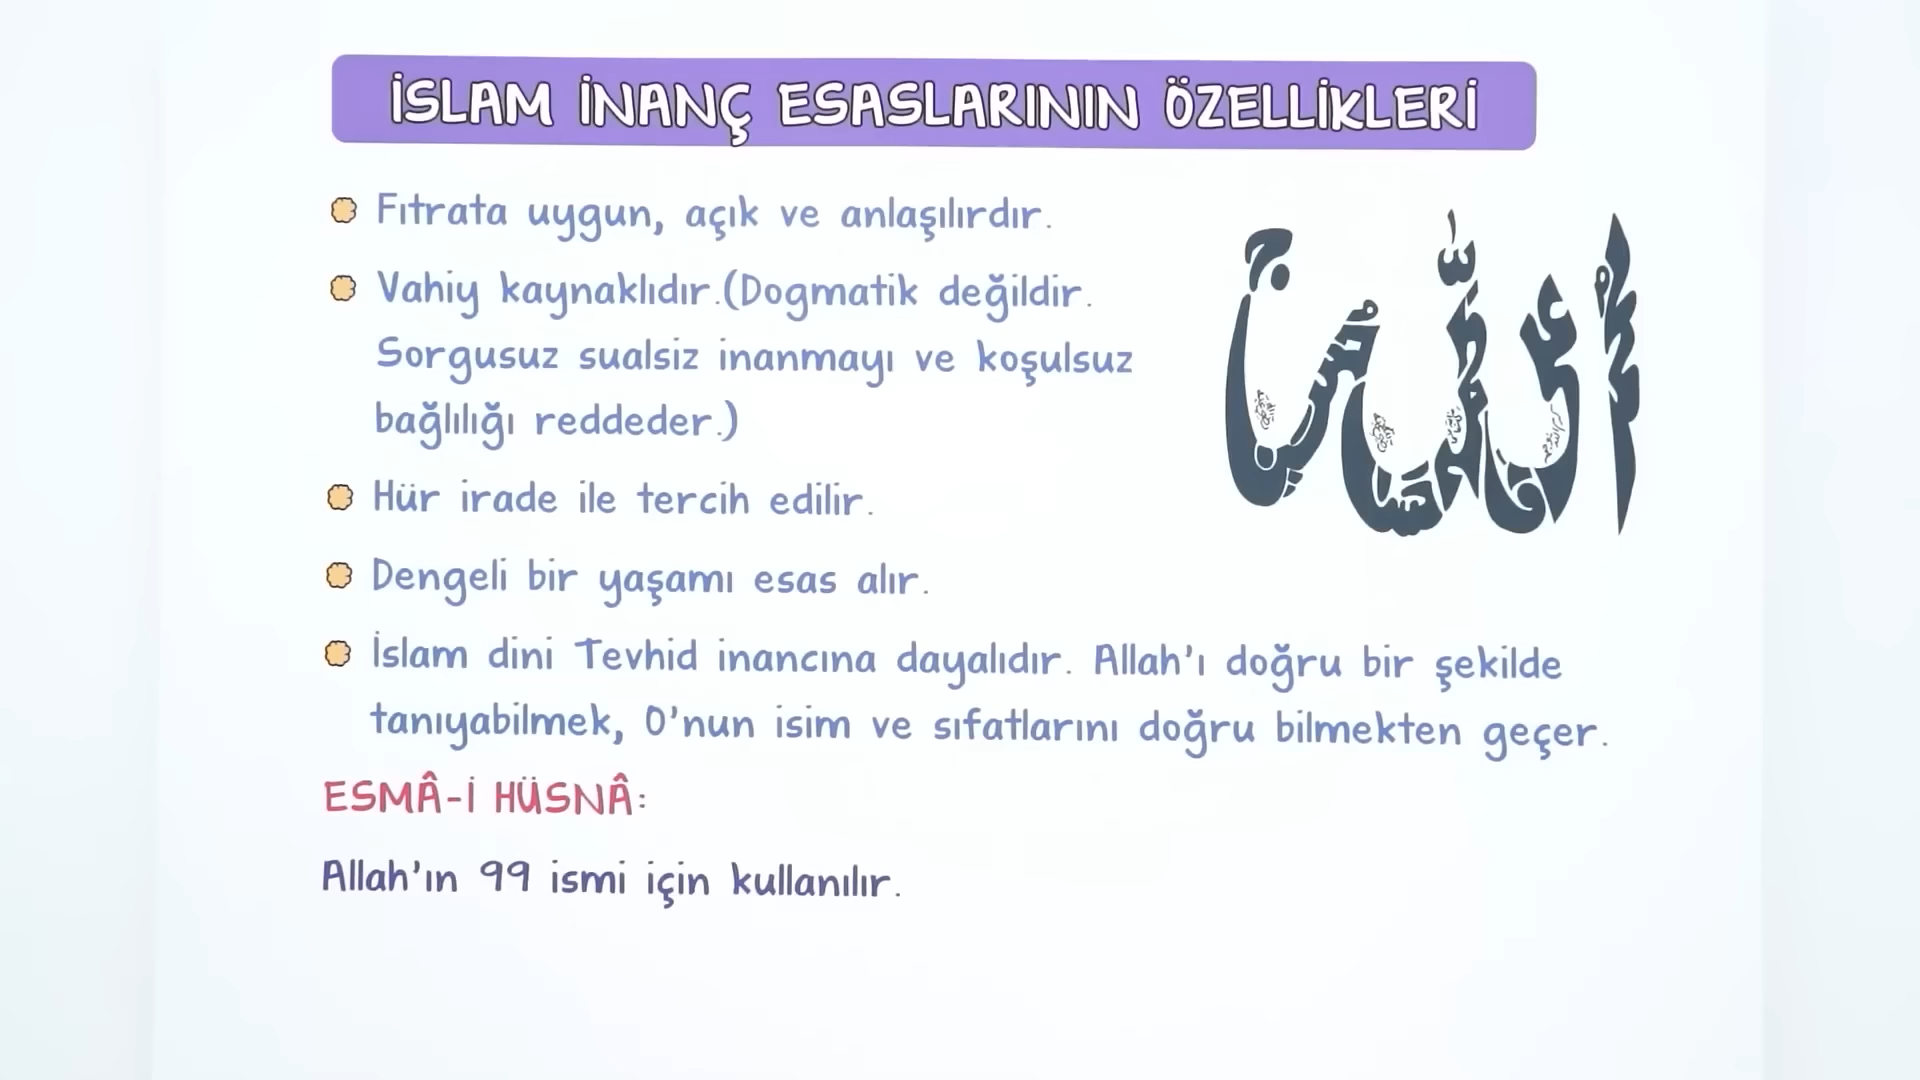 İSLAM İNANÇ ESASLARININ ÖZELLİKLERİ
Fıtrata uygun, açık ve anlaşılırdır.
Vahiy kaynaklıdır.(Dogmatik değildir.
Sorgusuz sualsiz inanmayı ve koşulsuz
bağlılığı reddeder.)
Hür irade ile tercih edilir.
Dengeli bir yaşamı esas alır.
İslam dini Tevhid inancına dayalıdır. Allah'ı doğru bir şekilde
tanıyabilmek, O'nun isim ve sıfatlarını doğru bilmekten geçer.
ESMÂ-İ HÜSNÂ:
Allah'ın 99 ismi için kullanılır.